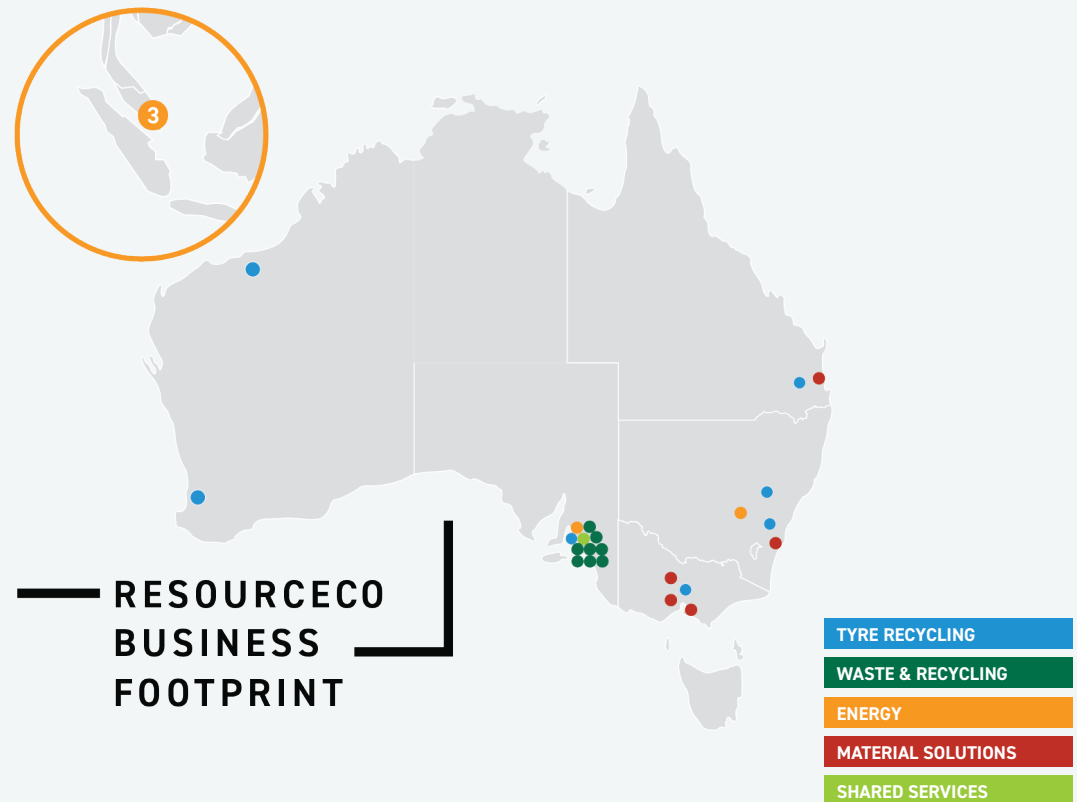 3
RESOURCECO
BUSINESS
FOOTPRINT
TYRE RECYCLING
WASTE & RECYCLING
ENERGY
MATERIAL SOLUTIONS
SHARED SERVICES